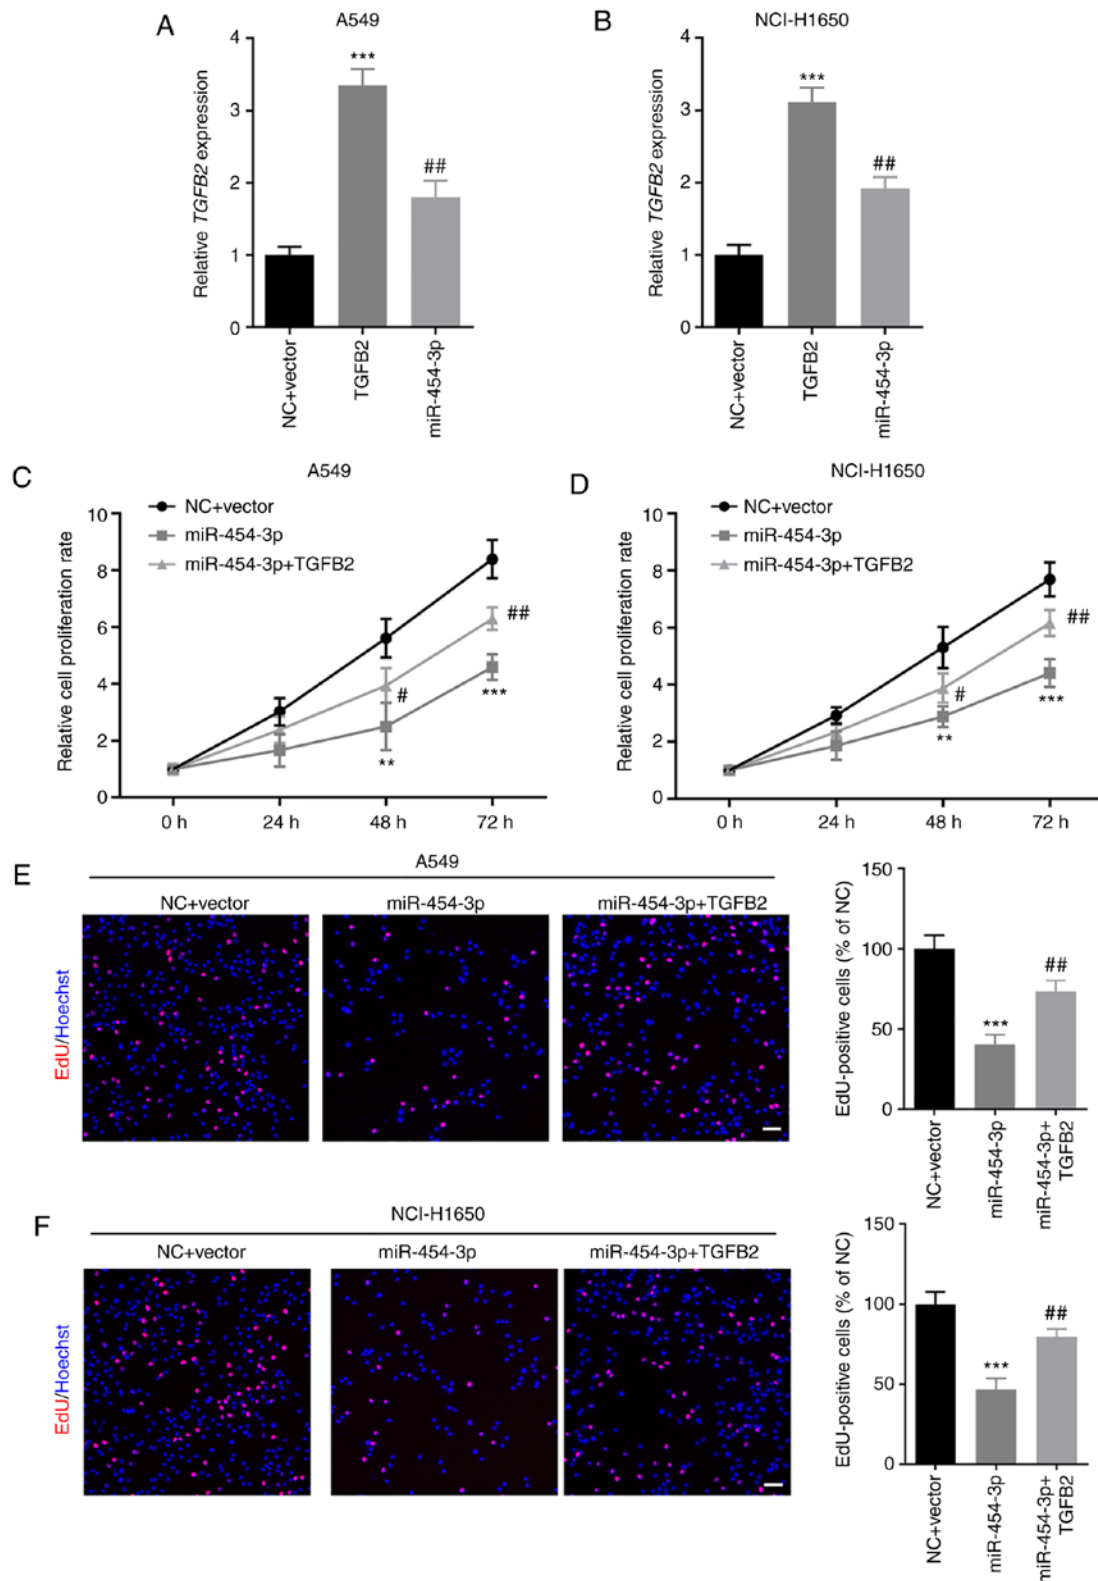 A
A549
Relative TGFB2 expression
4
3
2
1
0
***
##
NC+vector
TGFB2
miR-454-3p
B
NCI-H1650
Relative TGFB2 expression
4
3
2
1
0
***
##
NC+vector
TGFB2
miR-454-3p
C
A549
NC+vector
miR-454-3p
miR-454-3p+TGFB2
Relative cell proliferation rate
10
8
6
4
2
0
##
#
***
**
0 h 24 h 48 h 72 h
D
NCI-H1650
NC+vector
miR-454-3p
miR-454-3p+TGFB2
Relative cell proliferation rate
10
8
6
4
2
0
##
#
***
**
0 h 24 h 48 h 72 h
E
A549
NC+vector miR-454-3p miR-454-3p+TGFB2
EdU/Hoechst
EdU-positive cells (% of NC)
150
100
50
0
***
##
NC+vector
miR-454-3p
miR-454-3p+
TGFB2
F
NCI-H1650
NC+vector miR-454-3p miR-454-3p+TGFB2
EdU/Hoechst
EdU-positive cells (% of NC)
150
100
50
0
***
##
NC+vector
miR-454-3p
miR-454-3p+
TGFB2